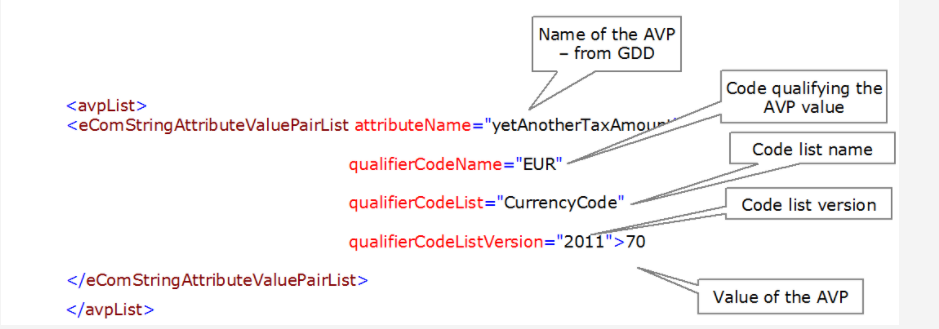 Name of the AVP
– from GDD
Code qualifying the
AVP value
<avpList>
<eComStringAttributeValuePairList attributeName="yetAnotherTaxAmount"
Code list name
qualifierCodeName="EUR"
qualifierCodeList="CurrencyCode"
Code list version
qualifierCodeListVersion="2011">70
</eComStringAttributeValuePairList>
Value of the AVP
</avpList>